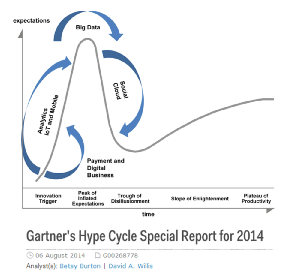 expectations
Big Data
Analytics
IoT and Mobile
Social
Cloud
Payment and
Digital
Business
Innovation
Trigger
Peak of
Inflated
Expectations
Trough of
Disillusionment
Slope of Enlightenment
Plateau of
Productivity
time
Gartner's Hype Cycle Special Report for 2014
06 August 2014 G00268778
Analyst(s): Betsy Burton | David A. Willis